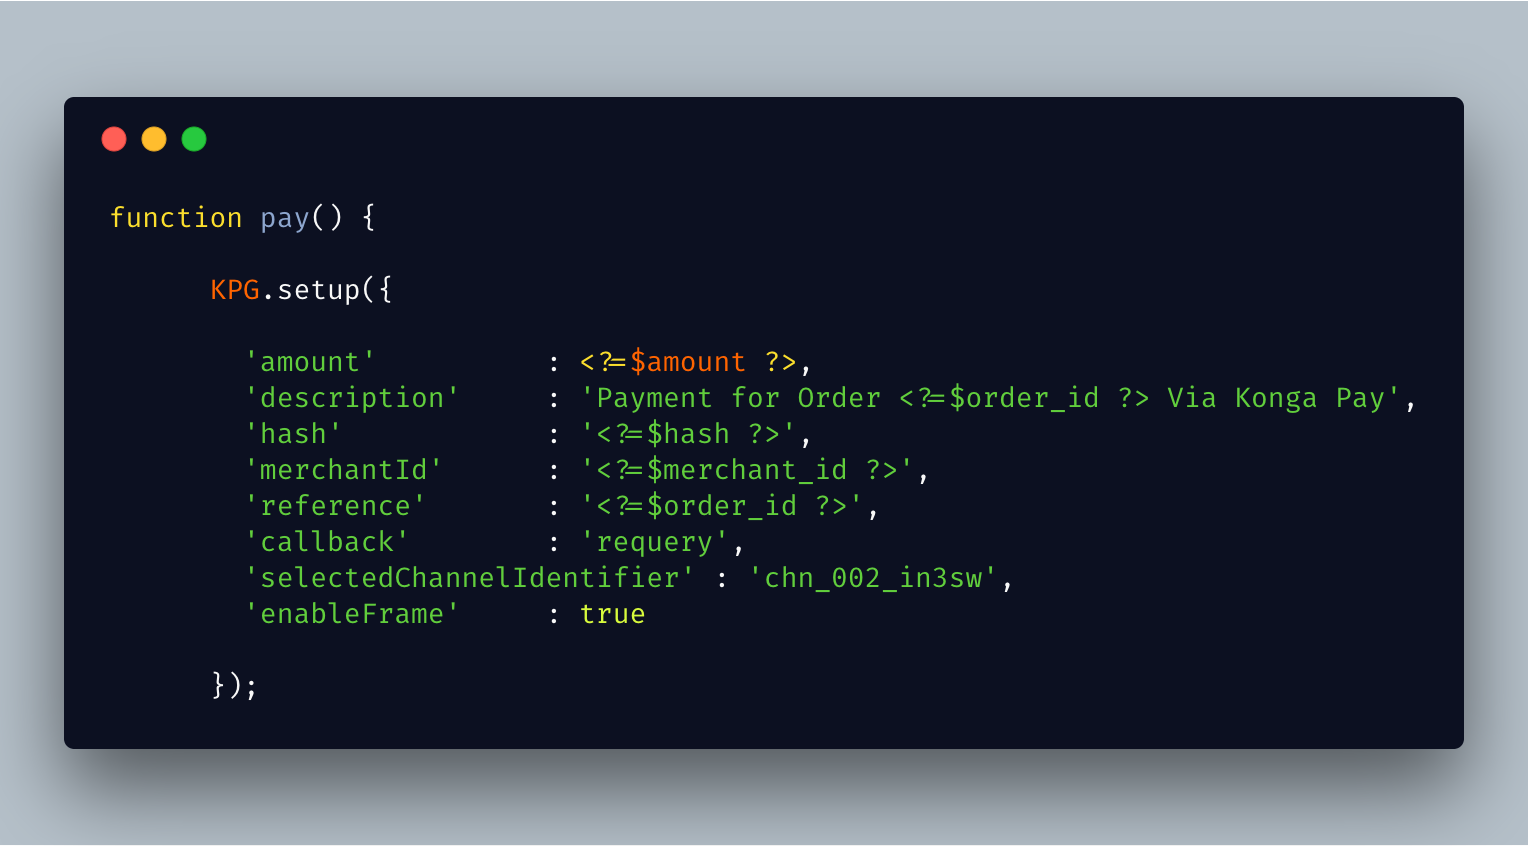 function pay() {
KPG.setup({
'amount' : <?=$amount ?>,
'description' : 'Payment for Order <?=$order_id ?> Via Konga Pay',
'hash' : '<?=$hash ?>',
'merchantId' : '<?=$merchant_id ?>',
'reference' : '<?=$order_id ?>',
'callback' : 'requery',
'selectedChannelIdentifier' : 'chn_002_in3sw',
'enableFrame' : true
});